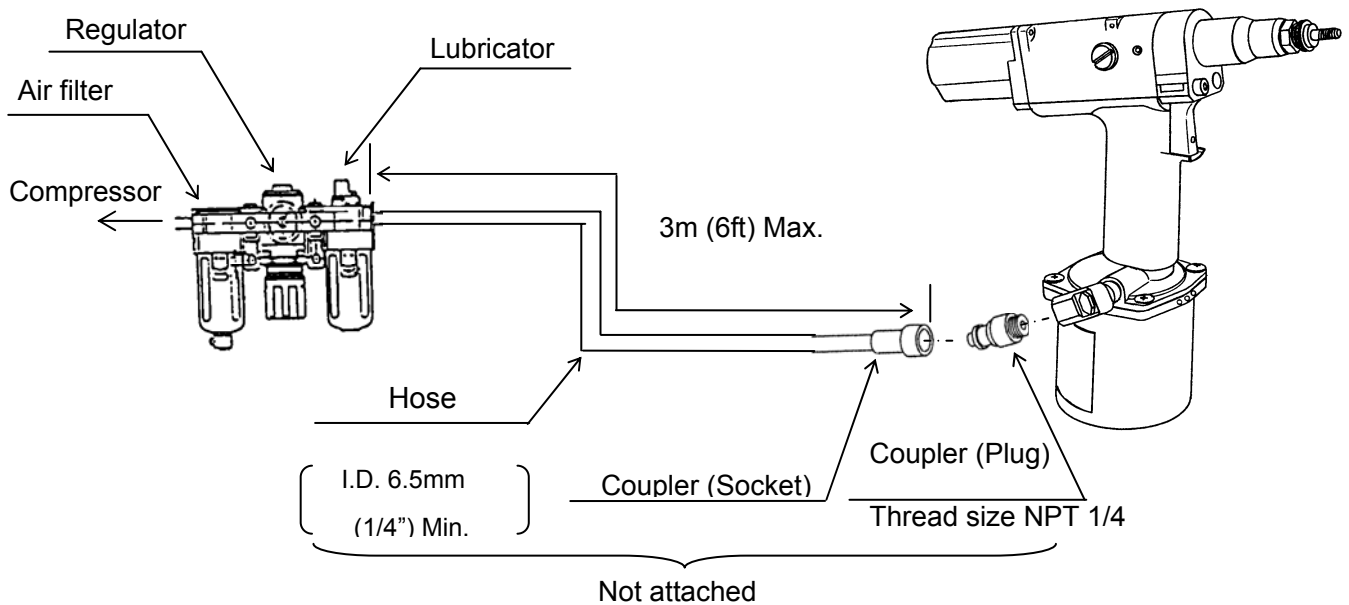 Regulator
Lubricator
Air filter
Compressor
3m (6ft) Max.
Hose
I.D. 6.5mm
(1/4”) Min.
Coupler (Socket)
Coupler (Plug)
Thread size NPT 1/4
Not attached